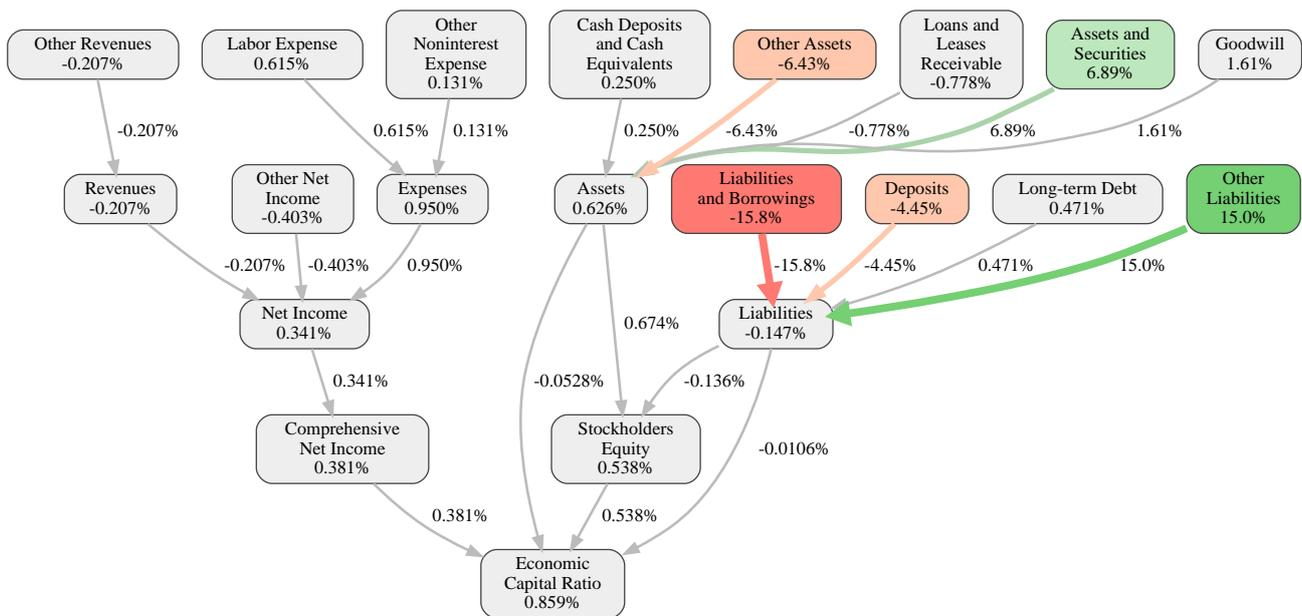 Other Revenues
-0.207%
Labor Expense
0.615%
Other
Noninterest
Expense
0.131%
Cash Deposits
and Cash
Equivalents
0.250%
Other Assets
-6.43%
Loans and
Leases
Receivable
-0.778%
Assets and
Securities
6.89%
Goodwill
1.61%
-0.207%
0.615%
0.131%
0.250%
-6.43%
-0.778%
6.89%
1.61%
Revenues
-0.207%
Other Net
Income
-0.403%
Expenses
0.950%
Assets
0.626%
Liabilities
and Borrowings
-15.8%
Deposits
-4.45%
Long-term Debt
0.471%
Other
Liabilities
15.0%
-0.207%
-0.403%
0.950%
-15.8%
-4.45%
0.471%
15.0%
Net Income
0.341%
0.674%
Liabilities
-0.147%
0.341%
-0.0528%
-0.136%
Comprehensive
Net Income
0.381%
Stockholders
Equity
0.538%
-0.0106%
0.381%
0.538%
Economic
Capital Ratio
0.859%